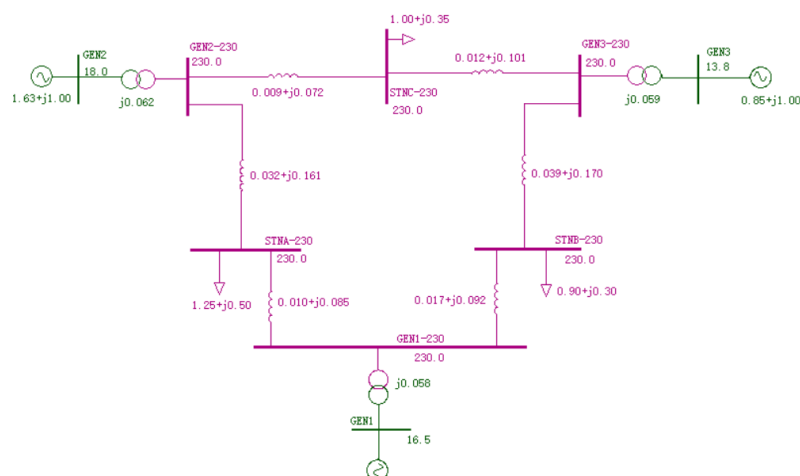 1.00+j0.35
GEN2
GEN2-230
GEN3-230
GEN3
18.0
230.0
0.012+j0.101
230.0
13.8
1.63+j1.00
j0.062
0.009+j0.072
STNC-230
230.0
j0.059
0.85+j1.00
0.032+j0.161
0.039+j0.170
STNA-230
230.0
STNB-230
230.0
1.25+j0.50
0.010+j0.085
0.017+j0.092
0.90+j0.30
GEN1-230
230.0
j0.058
GEN1
16.5